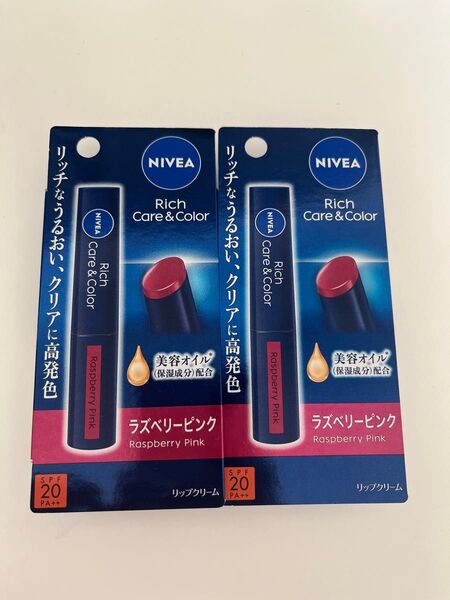 NIVEA
Rich
Care & Color
リッチなうるおい、クリアに高発色
NIVEA
Rich
Care & Color
Raspberry Pink
美容オイル*
(保湿成分)配合
ラズベリーピンク
Raspberry Pink
SPF
20
PA++
リップクリーム
NIVEA
Rich
Care & Color
リッチなうるおい、クリアに高発色
NIVEA
Rich
Care & Color
Raspberry Pink
美容オイル*
(保湿成分)配合
ラズベリーピンク
Raspberry Pink
SPF
20
PA++
リップクリーム